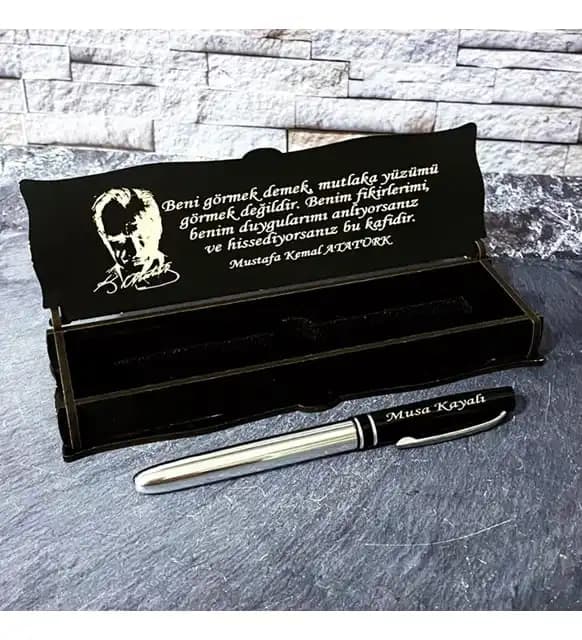 Beni görmek demek, mutlaka yüzümü
görmek değildir. Benim fikirlerimi,
benim duygularımı anlıyorsanız
ve hissediyorsanız bu kafidir.
Mustafa Kemal ATATÜRK
Musa Kayalı